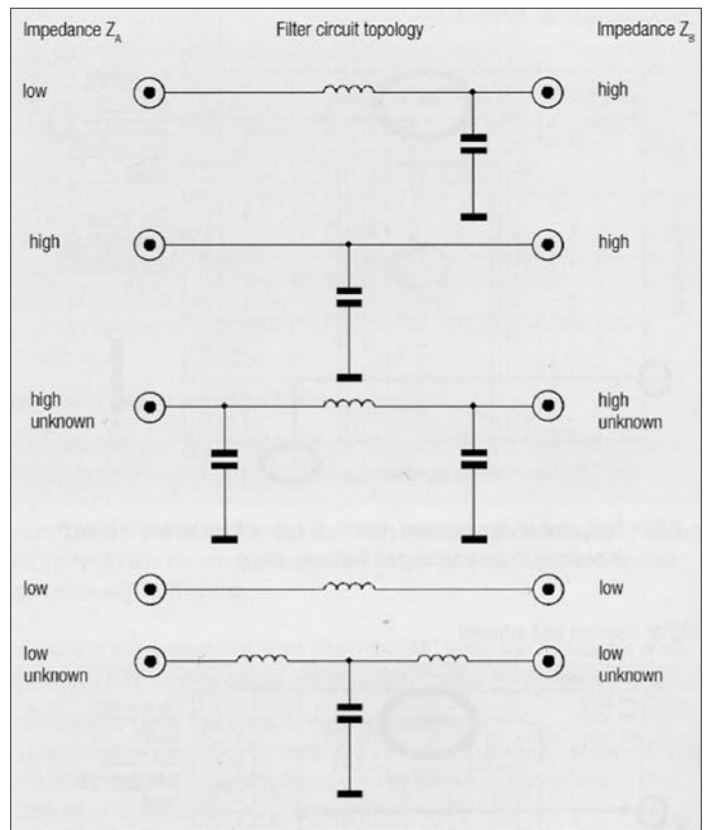 Impedance Z_A Filter circuit topology Impedance Z_B
low high
high high
high high
unknown unknown
low low
low low
unknown unknown